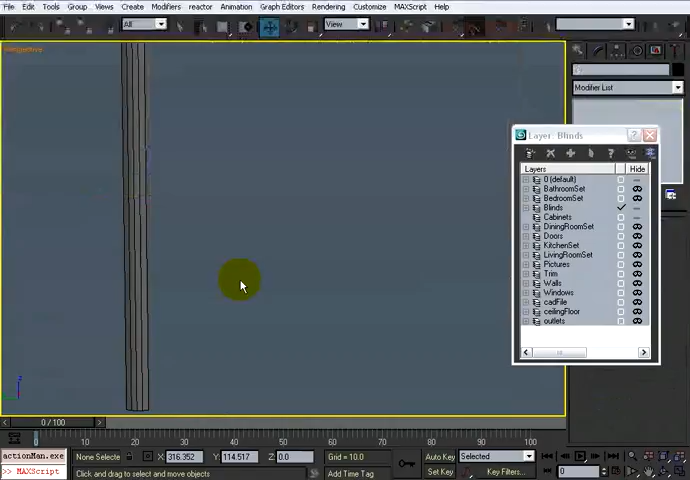 File Edit Tools Group Views Create Modifiers reactor Animation Graph Editors Rendering Customize MAXScript Help
All
View
Perspective
Modifier List
Layer: Blinds
Layers Hide
0 (default)
BathroomSet
BedroomSet
Blinds
Cabinets
DiningRoomSet
Doors
KitchenSet
LivingRoomSet
Pictures
Trim
Walls
Windows
cadFile
ceilingFloor
outlets
z
0 / 100
0 10 20 30 40 50 60 70 80 90 100
actionMan.exe None Selected X: 316.352 Y: 114.517 Z: 0.0 Grid = 10.0 Auto Key Selected
>> MAXScript Click and drag to select and move objects Add Time Tag Set Key Key Filters... 0